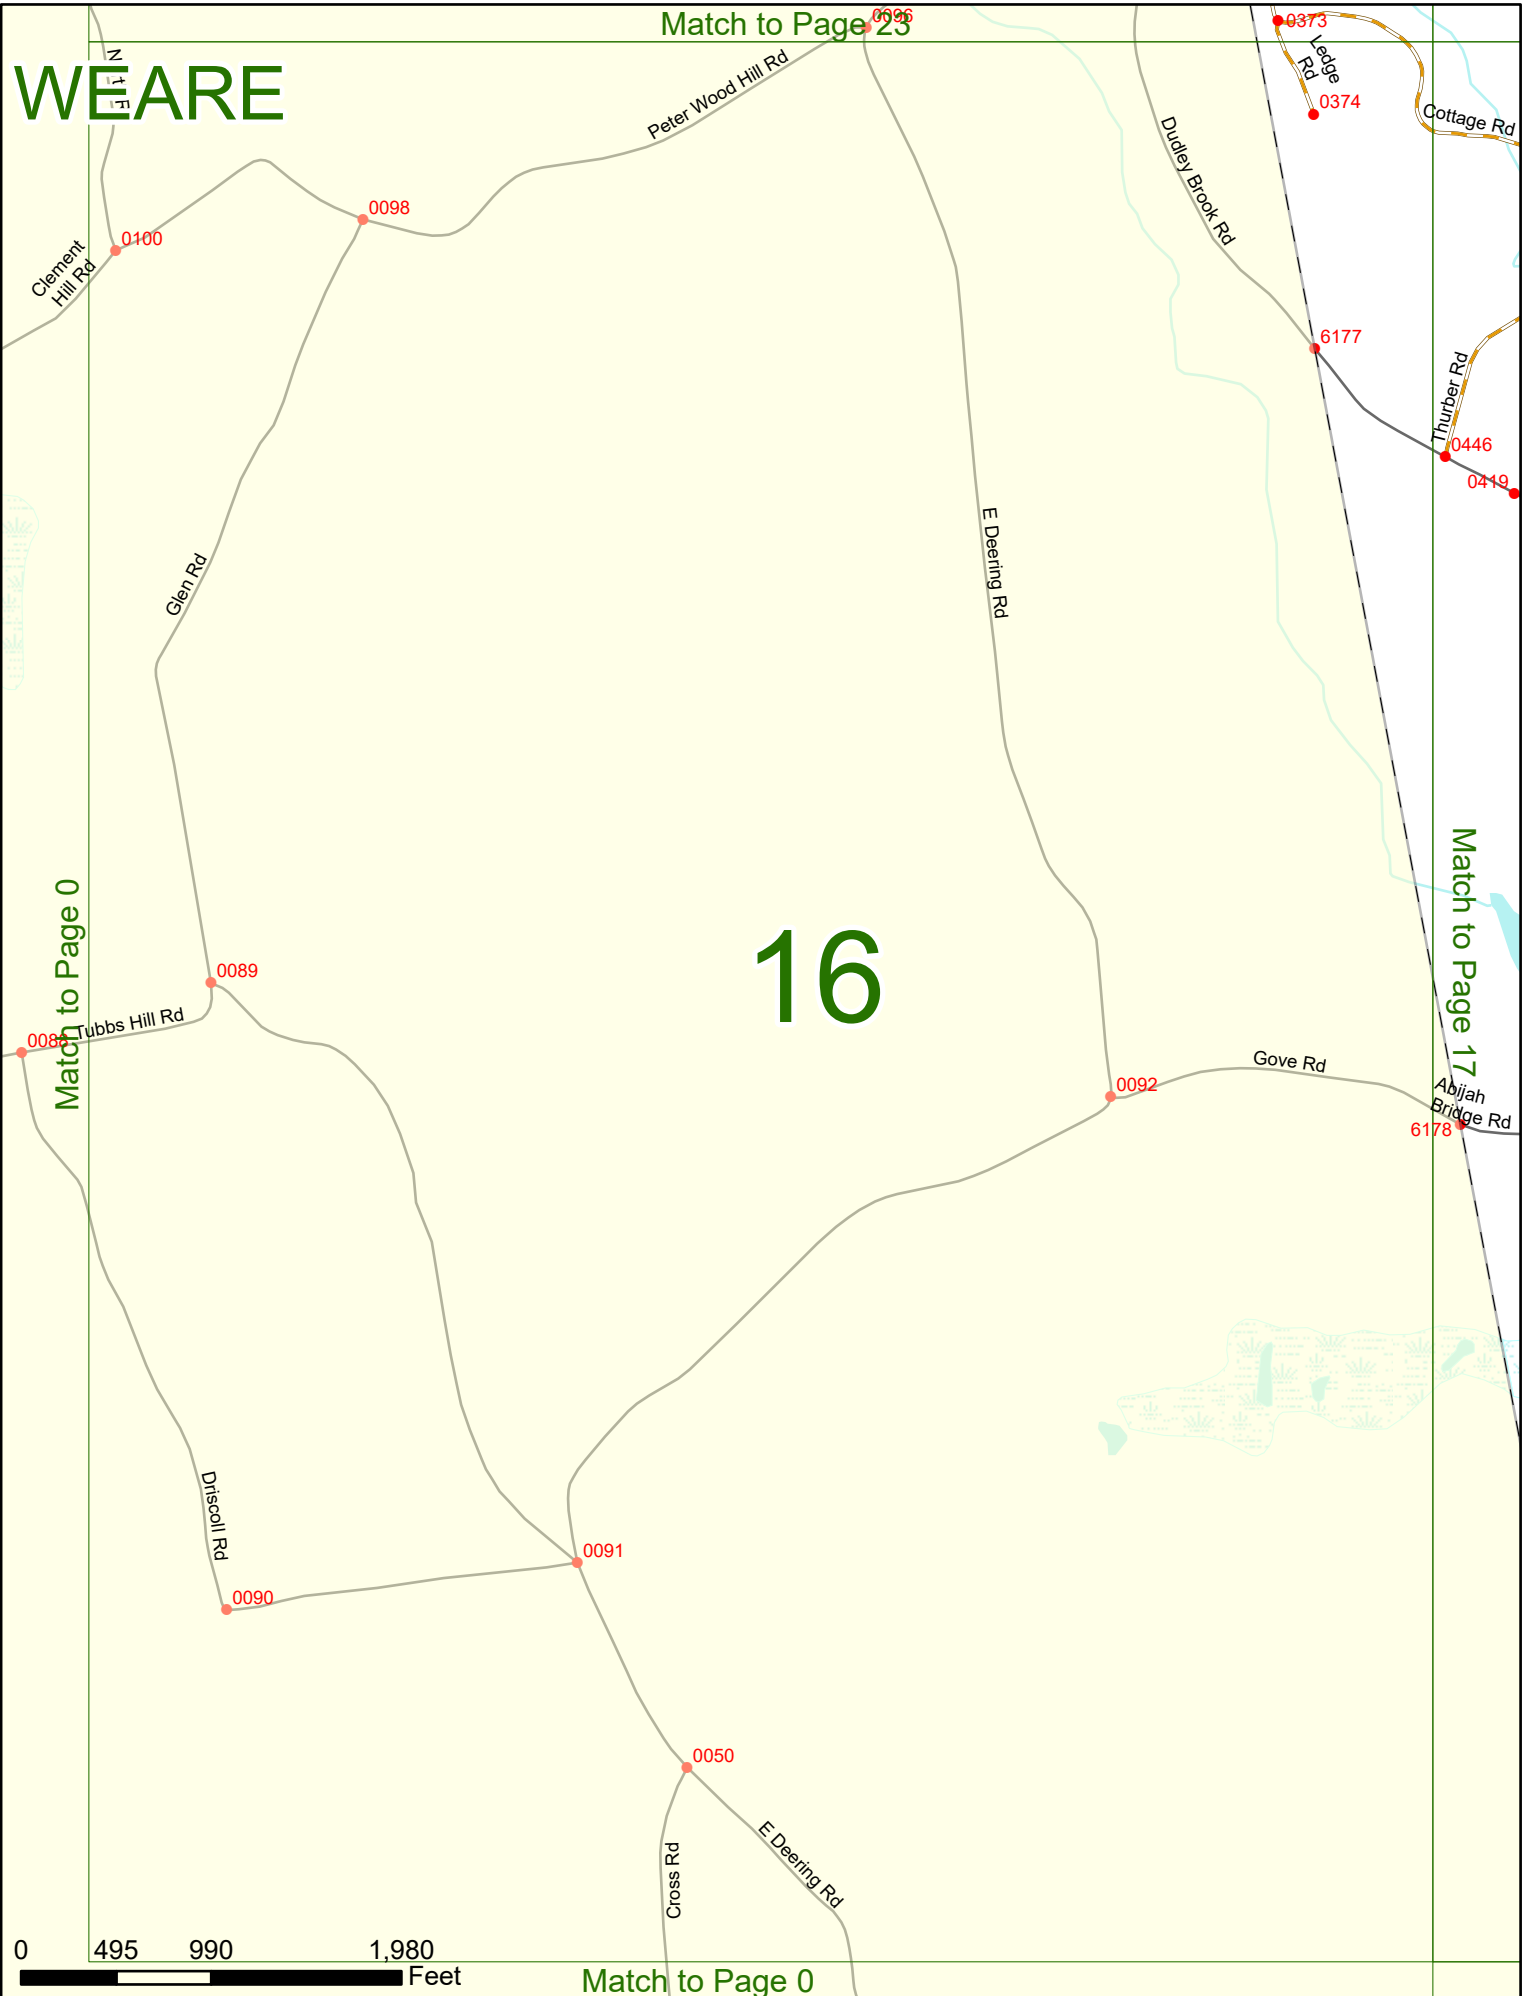 Match to Page 23
0096
0373
WEARE
Ledge
Rd
0374
Cottage Rd
Peter Wood Hill Rd
Dudley Brook Rd
0098
0100
Clement
Hill Rd
6177
Thurber Rd
0446
0419
E Deering Rd
Glen Rd
Match to Page 17
Match to Page 0
16
0089
Tubbs Hill Rd
0088
Gove Rd
0092
Abijah
Bridge Rd
6178
Driscoll Rd
0091
0090
0050
Cross Rd
E Deering Rd
0 495 990 1,980
Feet
Match to Page 0